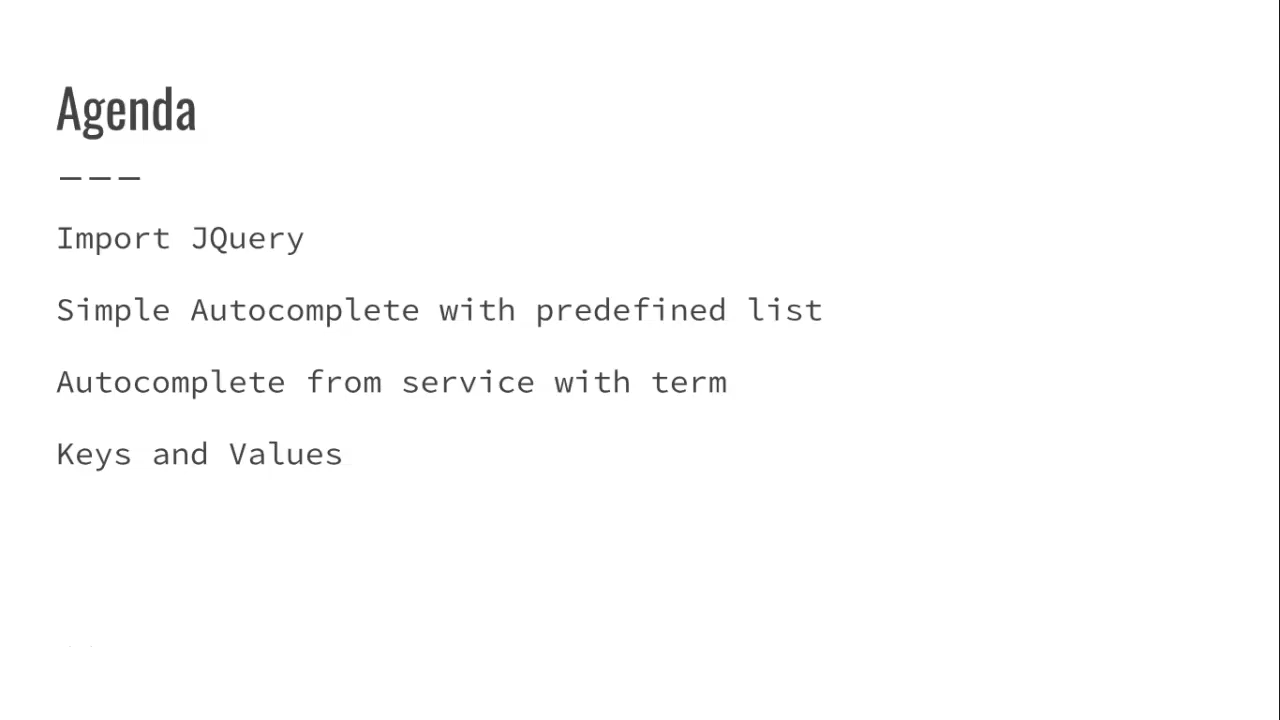 Agenda
Import JQuery
Simple Autocomplete with predefined list
Autocomplete from service with term
Keys and Values